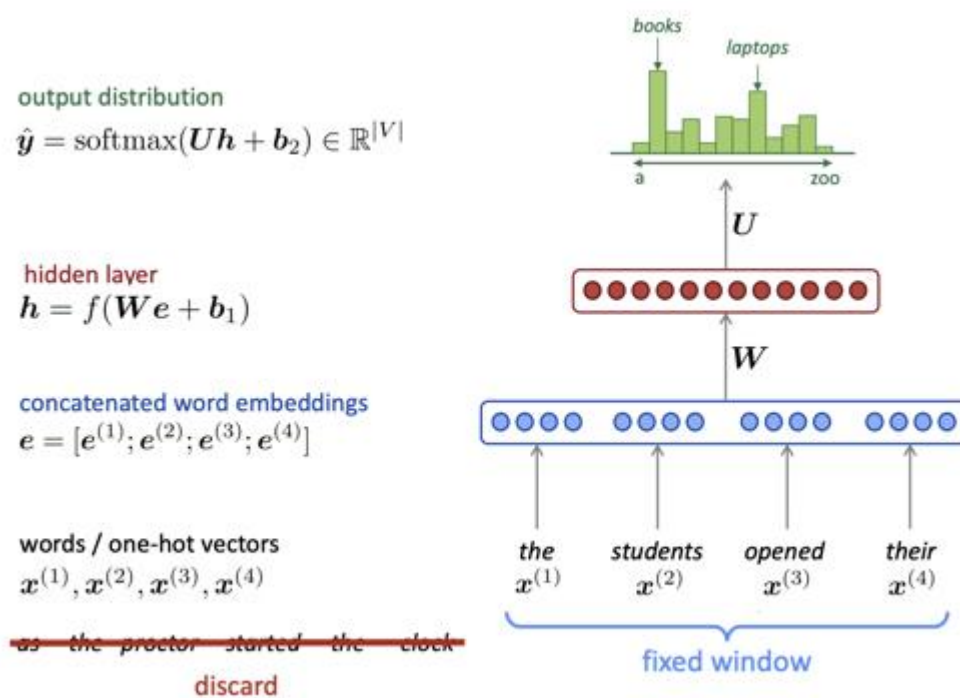 output distribution
ŷ = softmax(Uh + b₂) ∈ ℝ^|V|
hidden layer
h = f(We + b₁)
concatenated word embeddings
e = [e⁽¹⁾; e⁽²⁾; e⁽³⁾; e⁽⁴⁾]
words / one-hot vectors
x⁽¹⁾, x⁽²⁾, x⁽³⁾, x⁽⁴⁾
as the proctor started the clock
discard
books
laptops
a zoo
U
W
the students opened their
x⁽¹⁾ x⁽²⁾ x⁽³⁾ x⁽⁴⁾
fixed window